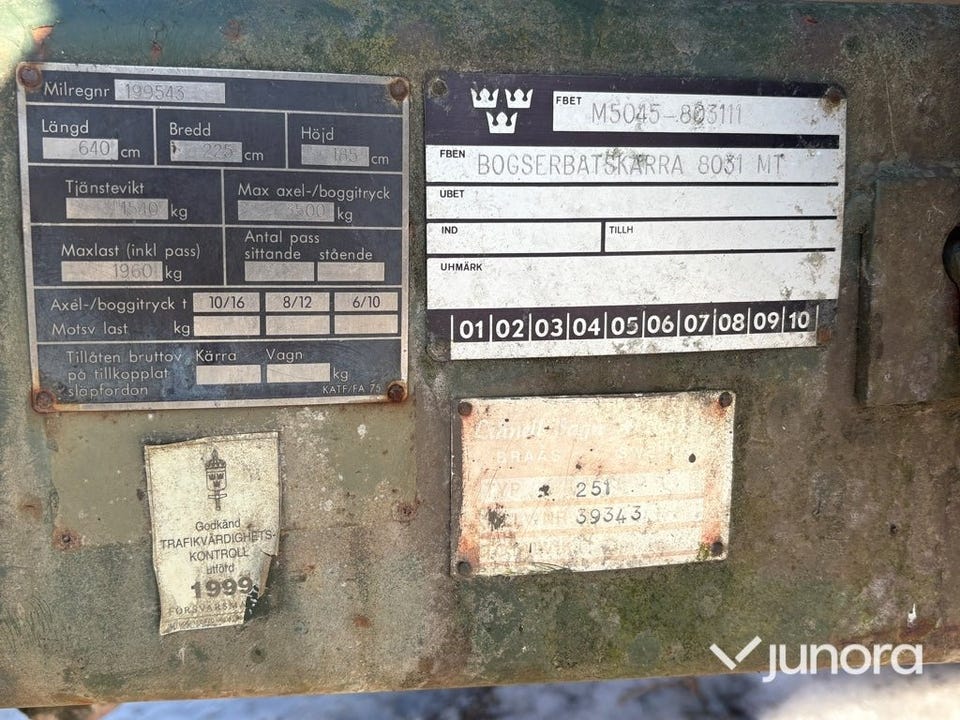 Milregnr 199543
Längd Bredd Höjd
640 cm 225 cm 185 cm
Tjänstevikt Max axel-/boggitryck
1540 kg 3500 kg
Maxlast (inkl pass) Antal pass
sittande stående
1960 kg
Axel-/boggitryck t 10/16 8/12 6/10
Motsv last kg
Tillåten bruttov Kärra Vagn
på tillkopplat kg
släpfordon KATF/FA 75
FBET M5045-803111
FBEN BOGSERBATSKARRA 8031 MT
UBET
IND TILLH
UHMÄRK
01 02 03 04 05 06 07 08 09 10
BRAÅS
TYP 251
39343
Godkänd
TRAFIKVÄRDIGHETS-
KONTROLL
utförd
1999
FÖRSVARSMA
junora